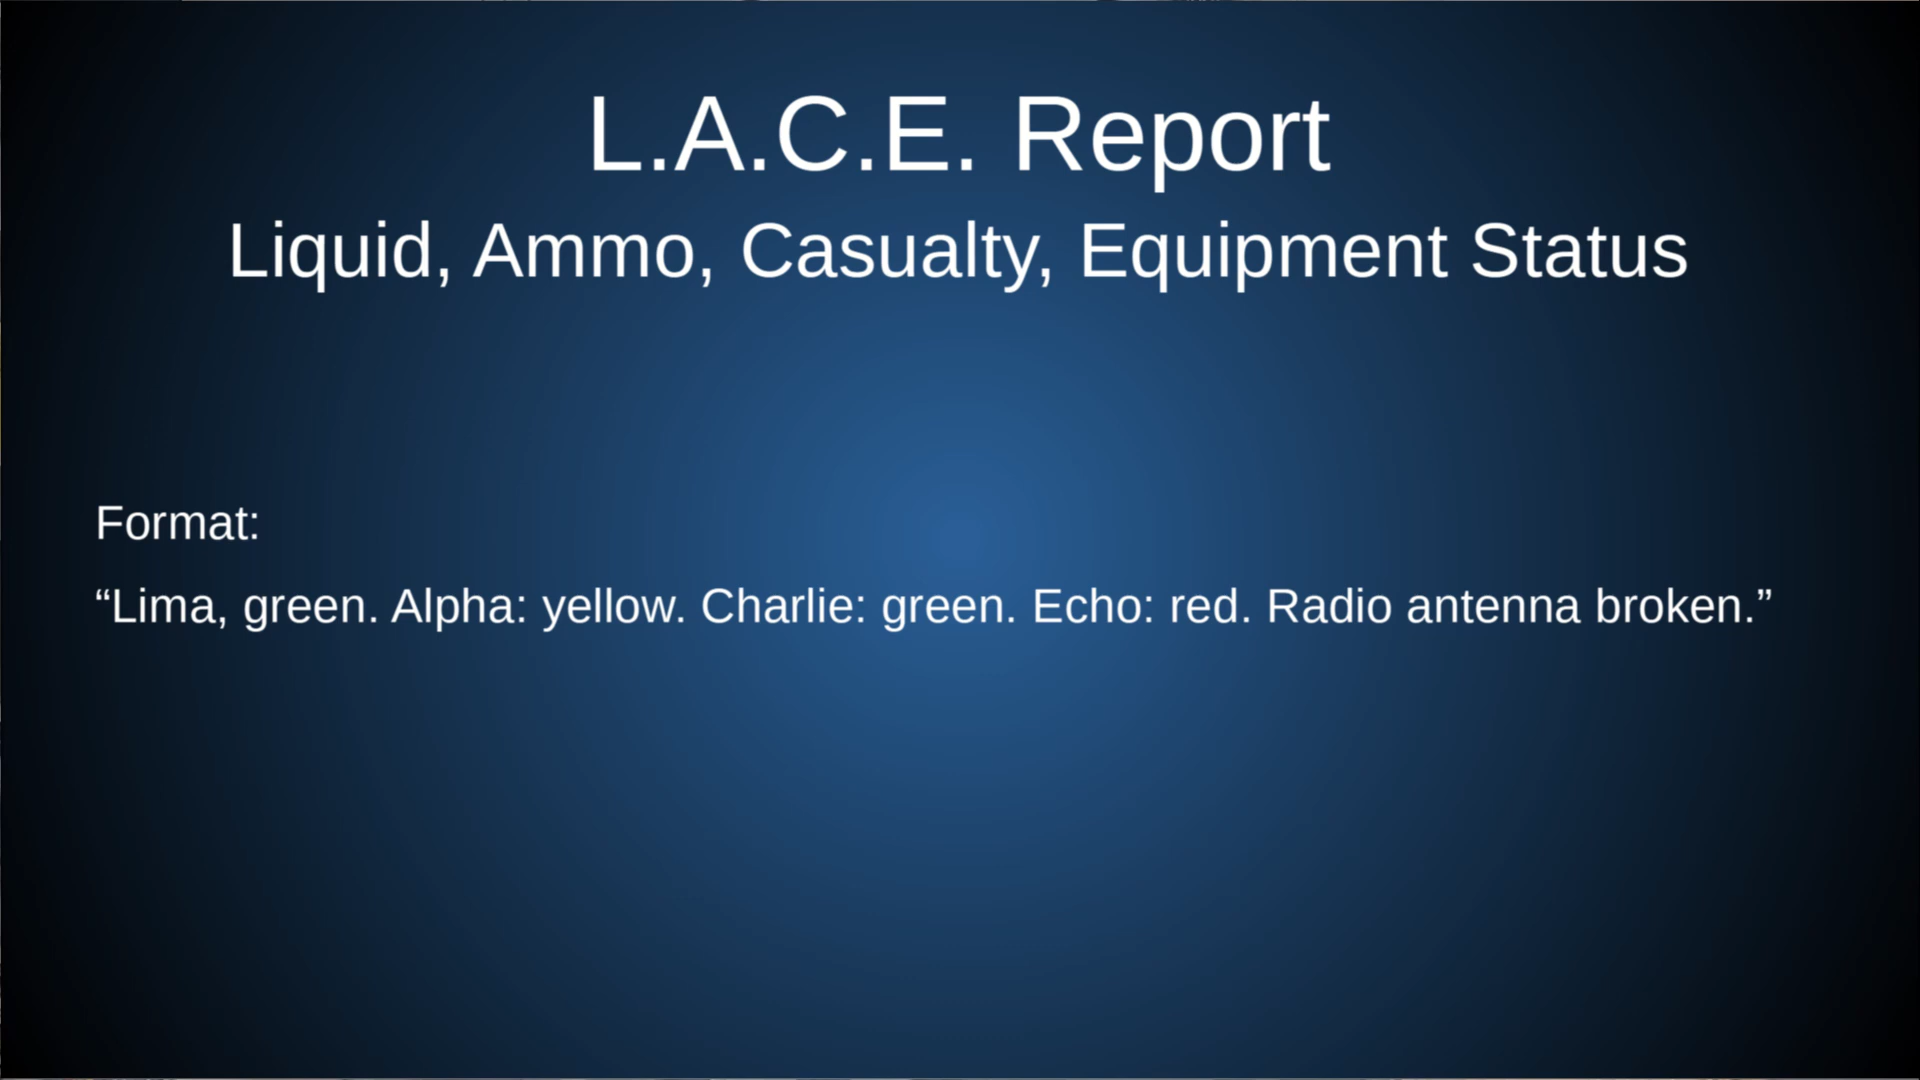 L.A.C.E. Report
Liquid, Ammo, Casualty, Equipment Status
Format:
“Lima, green. Alpha: yellow. Charlie: green. Echo: red. Radio antenna broken.”